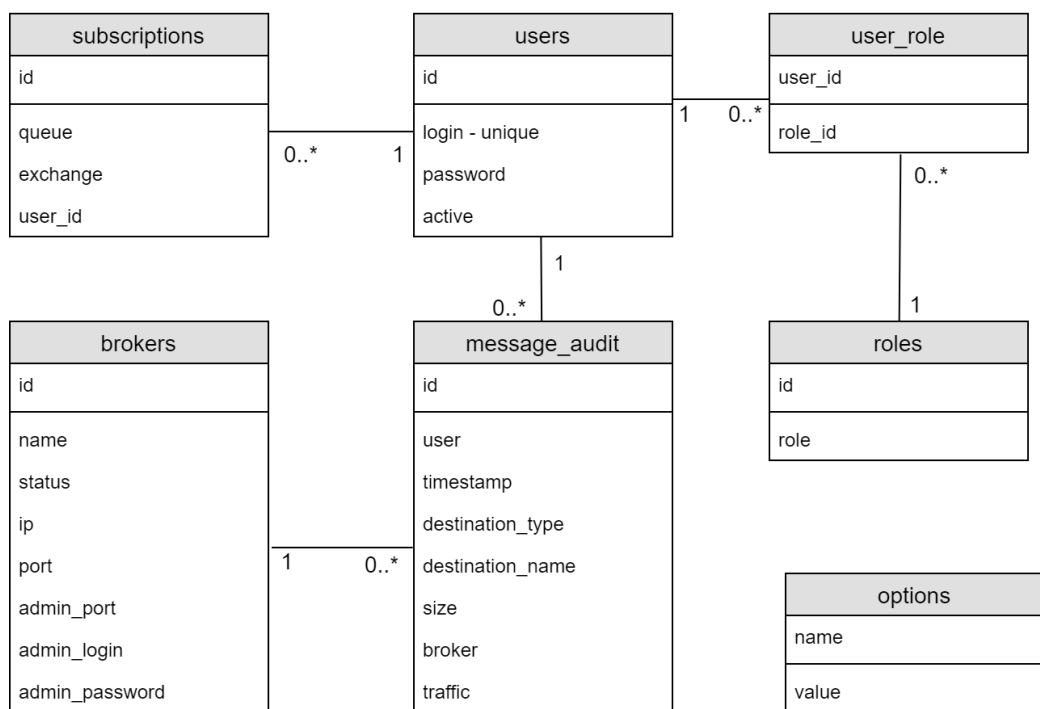 subscriptions
id
queue
exchange
user_id
users
id
login - unique
password
active
user_role
user_id
role_id
0..*
1
1
0..*
0..*
1
1
0..*
brokers
id
name
status
ip
port
admin_port
admin_login
admin_password
message_audit
id
user
timestamp
destination_type
destination_name
size
broker
traffic
roles
id
role
1
0..*
options
name
value